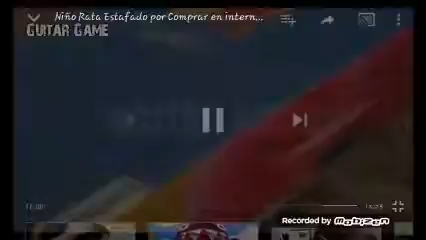 Niño Rata Estafado por Comprar en intern...
GUITAR GAME
Recorded by Mobizen